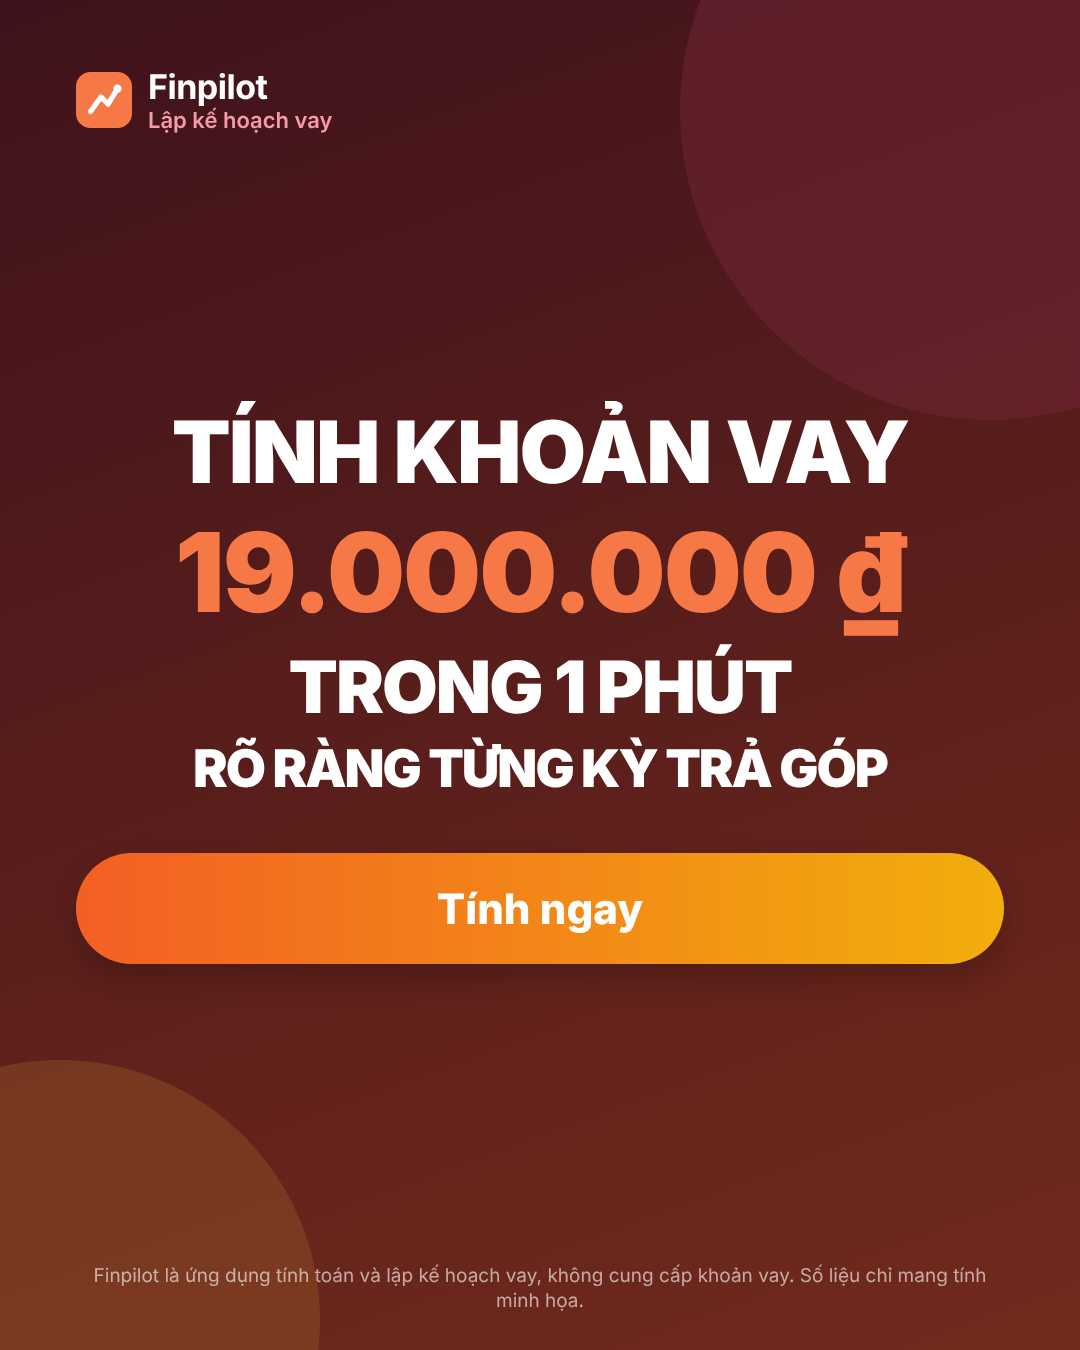 Finpilot
Lập kế hoạch vay
TÍNH KHOẢN VAY
19.000.000 ₫
TRONG 1 PHÚT
RÕ RÀNG TỪNG KỲ TRẢ GÓP
Tính ngay
Finpilot là ứng dụng tính toán và lập kế hoạch vay, không cung cấp khoản vay. Số liệu chỉ mang tính
minh họa.